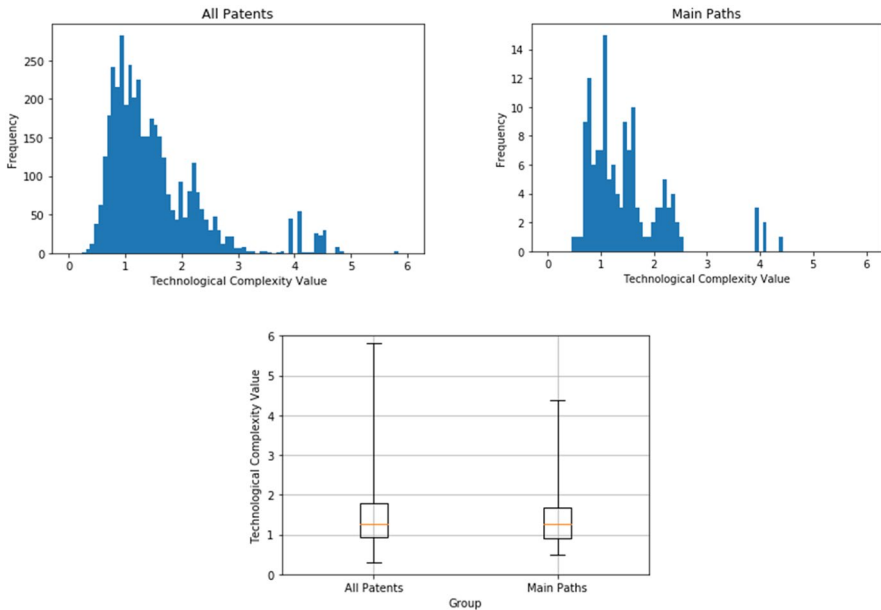 All Patents
Frequency
250
200
150
100
50
0
0 1 2 3 4 5 6
Technological Complexity Value
Main Paths
Frequency
14
12
10
8
6
4
2
0
0 1 2 3 4 5 6
Technological Complexity Value
Technological Complexity Value
6
5
4
3
2
1
0
All Patents Main Paths
Group